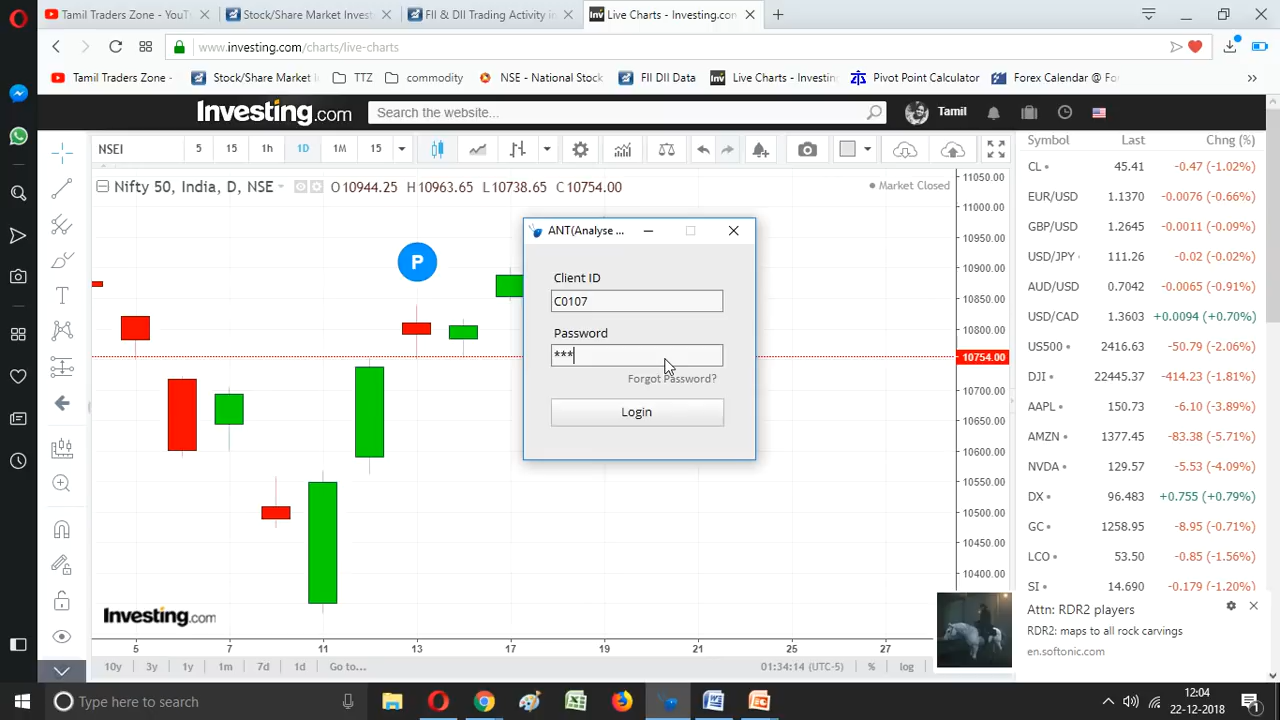 Tamil Traders Zone - YouT
Stock/Share Market Invest
FII & DII Trading Activity in
Live Charts - Investing.com
www.investing.com/charts/live-charts
Tamil Traders Zone -
Stock/Share Market
TTZ
commodity
NSE - National Stock
FII DII Data
Live Charts - Investin
Pivot Point Calculator
Forex Calendar @ Fo
Investing.com
Search the website...
Tamil
NSEI
5
15
1h
1D
1M
15
Nifty 50, India, D, NSE
O 10944.25 H 10963.65 L 10738.65 C 10754.00
Market Closed
P
11050.00
11000.00
10950.00
10900.00
10850.00
10800.00
10754.00
10700.00
10650.00
10600.00
10550.00
10500.00
10450.00
10400.00
ANT(Analyse ...
Client ID
C0107
Password
***
Forgot Password?
Login
Symbol Last Chng (%)
CL 45.41 -0.47 (-1.02%)
EUR/USD 1.1370 -0.0076 (-0.66%)
GBP/USD 1.2645 -0.0011 (-0.09%)
USD/JPY 111.26 -0.02 (-0.02%)
AUD/USD 0.7042 -0.0065 (-0.91%)
USD/CAD 1.3603 +0.0094 (+0.70%)
US500 2416.63 -50.79 (-2.06%)
DJI 22445.37 -414.23 (-1.81%)
AAPL 150.73 -6.10 (-3.89%)
AMZN 1377.45 -83.38 (-5.71%)
NVDA 129.57 -5.53 (-4.09%)
DX 96.483 +0.755 (+0.79%)
GC 1258.95 -8.95 (-0.71%)
LCO 53.50 -0.85 (-1.56%)
SI 14.690 -0.179 (-1.20%)
Attn: RDR2 players
RDR2: maps to all rock carvings
en.softonic.com
Investing.com
5 7 11 13 17 19 21 25 27
10y 3y 1y 1m 7d 1d Go to...
01:34:14 (UTC-5) % log
Type here to search
12:04
22-12-2018
1